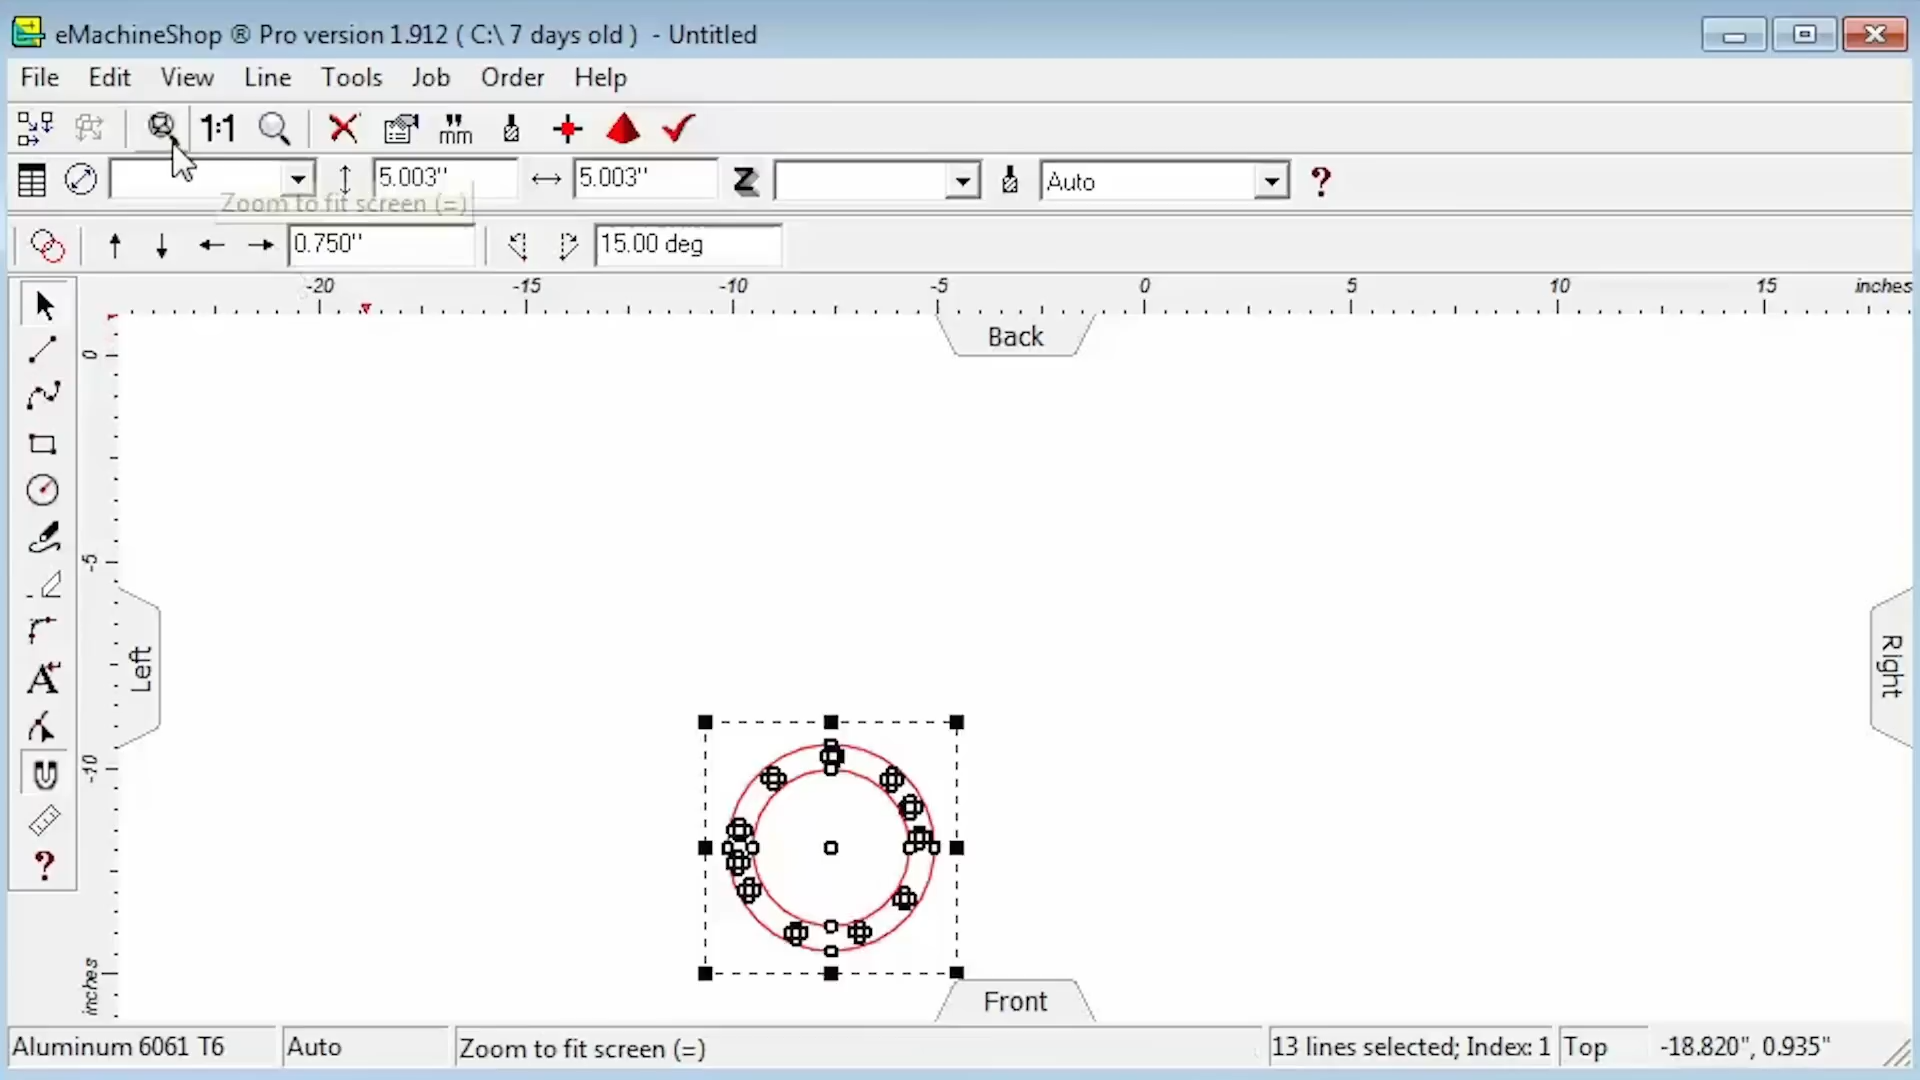 eMachineShop ® Pro version 1.912 ( C:\ 7 days old )  - Untitled
File Edit View Line Tools Job Order Help
1:1 "" mm
5.003" 5.003" Z Auto ?
Zoom to fit screen (=)
0.750" 15.00 deg
-20 -15 -10 -5 0 5 10 15 inches
Back
0
-5
-10
inches
Left
Right
A
?
Front
Aluminum 6061 T6 Auto Zoom to fit screen (=) 13 lines selected; Index: 1 Top -18.820", 0.935"